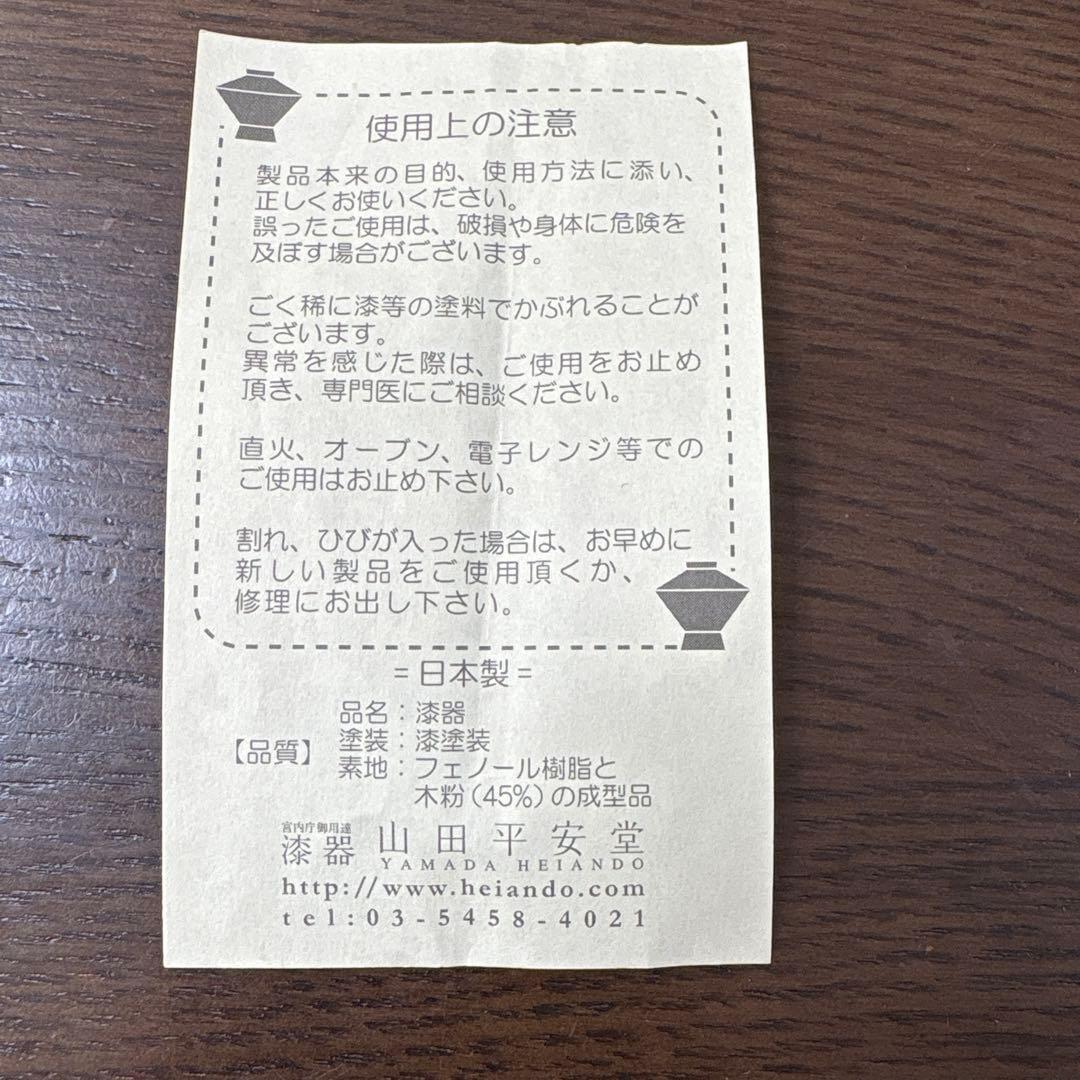 使用上の注意
製品本来の目的、使用方法に添い、
正しくお使いください。
誤ったご使用は、破損や身体に危険を
及ぼす場合がございます。
ごく稀に漆等の塗料でかぶれることが
ございます。
異常を感じた際は、ご使用をお止め
頂き、専門医にご相談ください。
直火、オーブン、電子レンジ等での
ご使用はお止め下さい。
割れ、ひびが入った場合は、お早めに
新しい製品をご使用頂くか、
修理にお出し下さい。
=日本製=
【品質】
品名：漆器
塗装：漆塗装
素地：フェノール樹脂と
木粉(45%)の成型品
宮内庁御用達
漆器 山田平安堂
YAMADA HEIANDO
http://www.heiando.com
tel:03-5458-4021